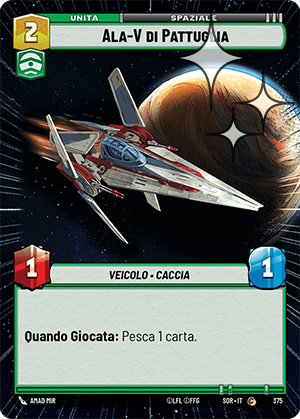 UNITÀ SPAZIALE
2 ALA-V DI PATTUGLIA
1 VEICOLO • CACCIA 1
Quando Giocata: Pesca 1 carta.
AMAD MIR ©LFL ©FFG SOR • IT C 375